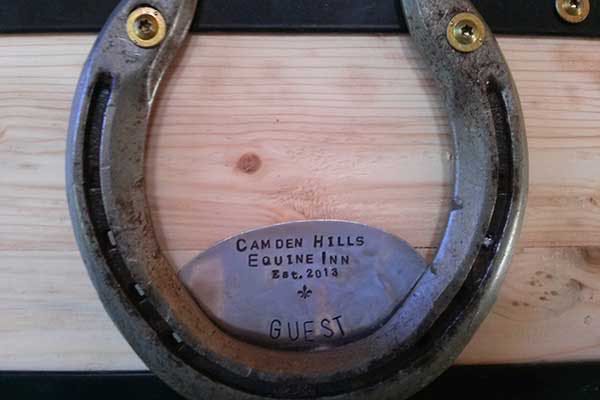 CAMDEN HILLS
EQUINE INN
EST. 2013
GUEST